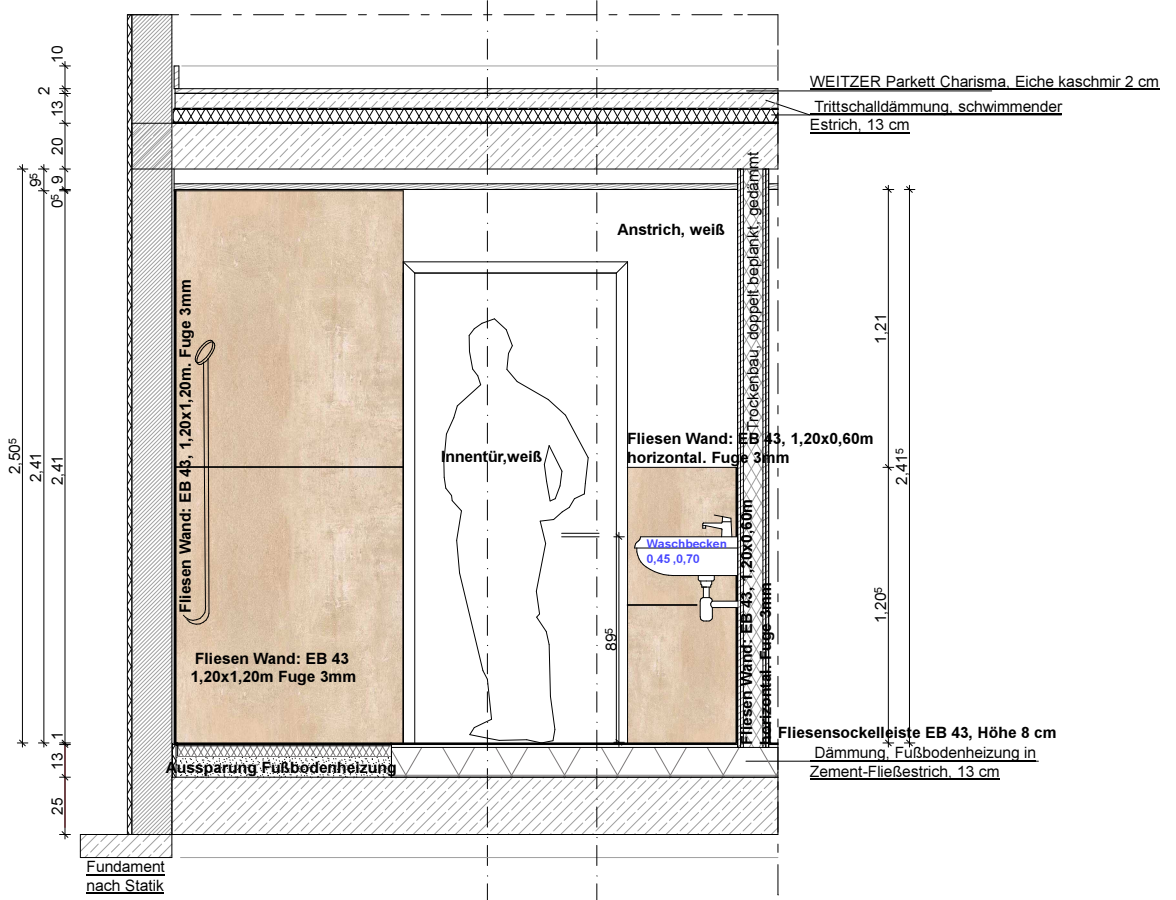 10
2
13
20
9⁵
9
0⁵
2,50⁵
2,41
2,41
1
13
25
WEITZER Parkett Charisma, Eiche kaschmir 2 cm
Trittschalldämmung, schwimmender
Estrich, 13 cm
Anstrich, weiß
Trockenbau, doppelt beplankt, gedämmt
Fliesen Wand: EB 43, 1,20x1,20m. Fuge 3mm
Innentür,weiß
Fliesen Wand: EB 43, 1,20x0,60m
horizontal. Fuge 3mm
Waschbecken
0,45 ,0,70
Fliesen Wand: EB 43, 1,20x0,60m
horizontal. Fuge 3mm
89⁵
1,21
2,41⁵
1,20⁵
Fliesen Wand: EB 43
1,20x1,20m Fuge 3mm
Fliesensockelleiste EB 43, Höhe 8 cm
Dämmung, Fußbodenheizung in
Zement-Fließestrich, 13 cm
Aussparung Fußbodenheizung
Fundament
nach Statik